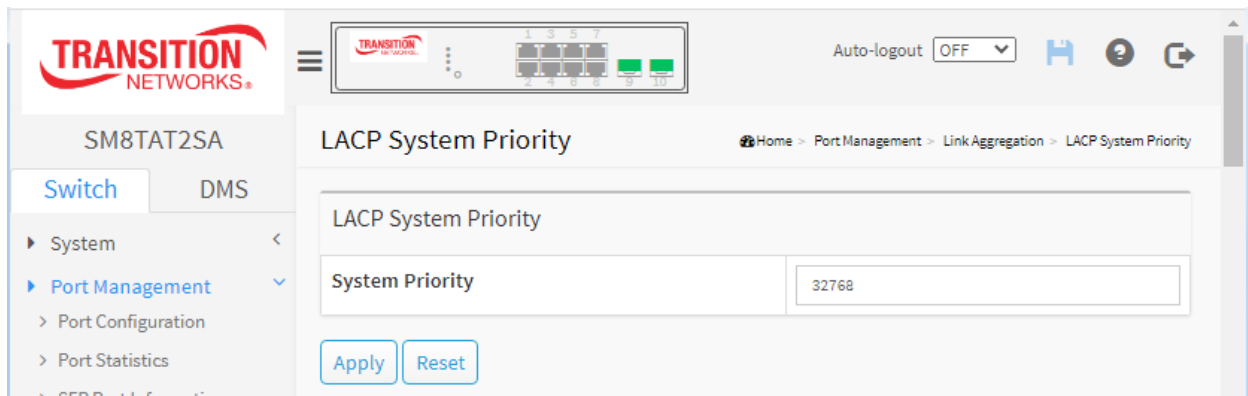 TRANSITION
NETWORKS®
TRANSITION
1 3 5 7
2 4 6 8 9 10
Auto-logout OFF
SM8TAT2SA
LACP System Priority
Home > Port Management > Link Aggregation > LACP System Priority
Switch DMS
LACP System Priority
System
System Priority 32768
Port Management
> Port Configuration
> Port Statistics
Apply Reset